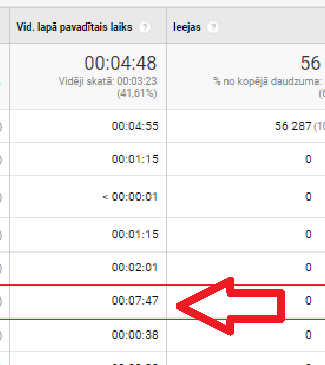 Vid. lapā pavadītais laiks ? Ieejas ?
00:04:48 56
Vidēji skatā: 00:03:23 % no kopējā daudzuma:
(41,61%)
00:04:55 56 287
00:01:15 0
< 00:00:01 0
00:01:15 0
00:02:01 0
00:07:47 0
00:00:38 0